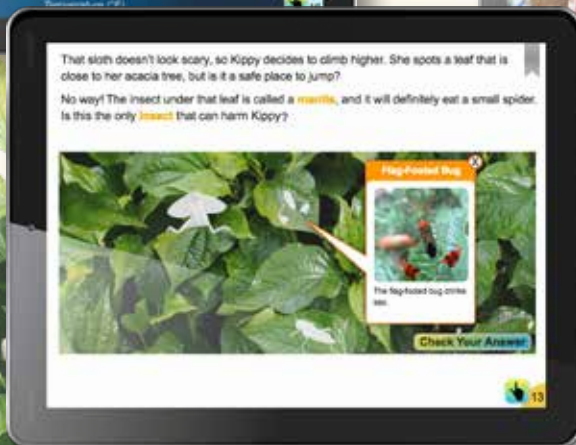 Temperature (°F)
That sloth doesn't look scary, so Kippy decides to climb higher. She spots a leaf that is
close to her acacia tree, but is it a safe place to jump?
No way! The insect under that leaf is called a mantis, and it will definitely eat a small spider.
Is this the only insect that can harm Kippy?
Flag-Footed Bug
X
The flag-footed bug drinks
Check Your Answer
13